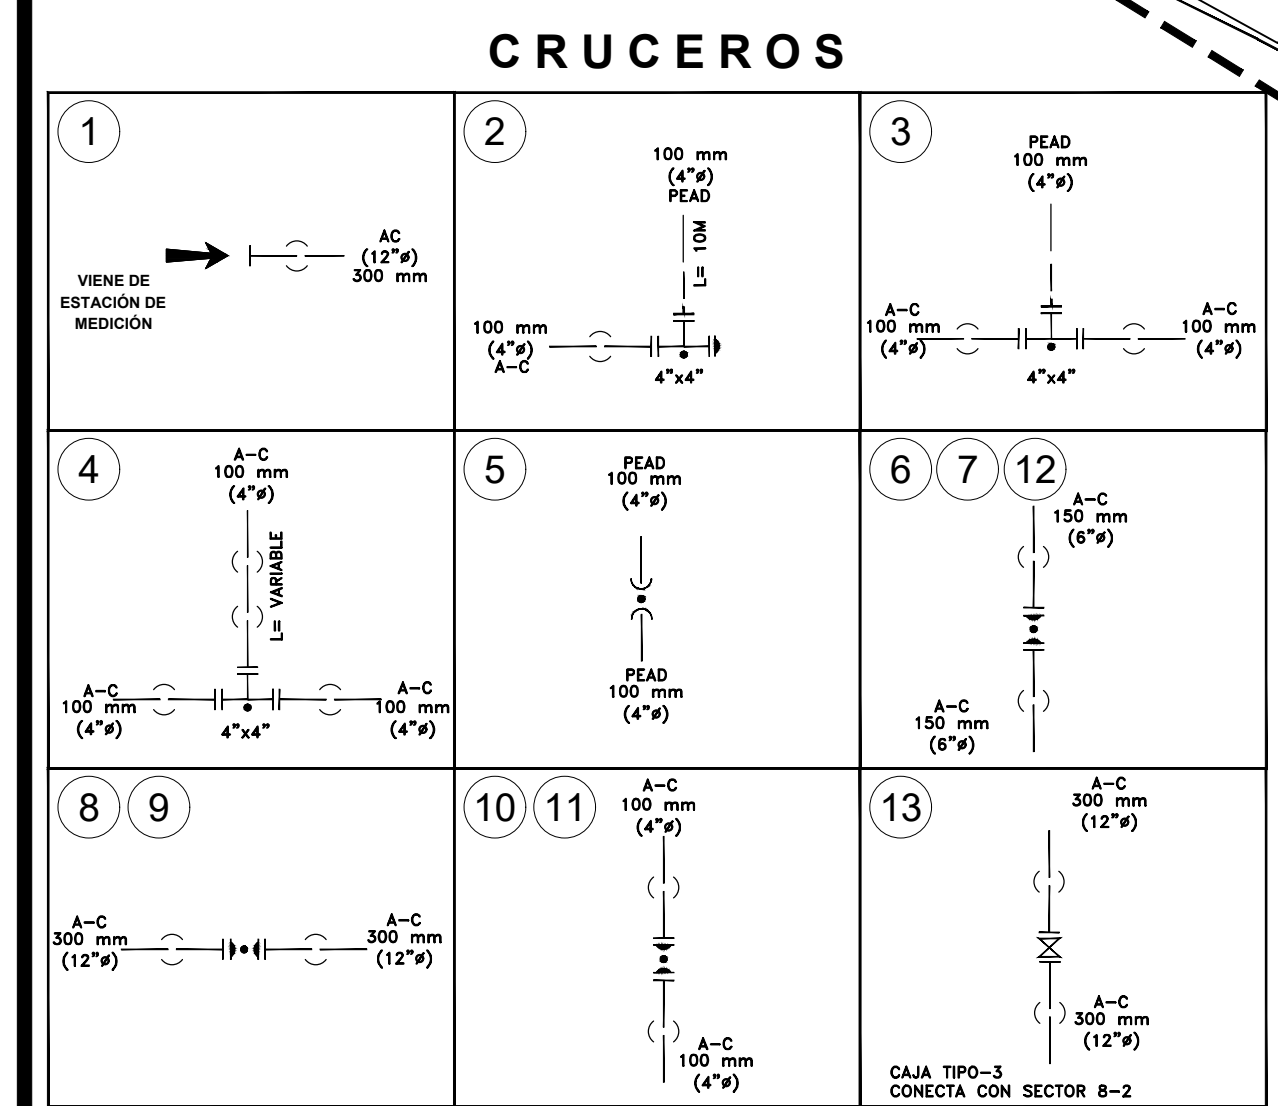 CRUCEROS
1
VIENE DE
ESTACIÓN DE
MEDICIÓN
AC
(12"ø)
300 mm
2
100 mm
(4"ø)
PEAD
L= 10M
100 mm
(4"ø)
A-C
4"x4"
3
PEAD
100 mm
(4"ø)
A-C
100 mm
(4"ø)
A-C
100 mm
(4"ø)
4"x4"
4
A-C
100 mm
(4"ø)
L= VARIABLE
A-C
100 mm
(4"ø)
A-C
100 mm
(4"ø)
4"x4"
5
PEAD
100 mm
(4"ø)
PEAD
100 mm
(4"ø)
6 7 12
A-C
150 mm
(6"ø)
A-C
150 mm
(6"ø)
8 9
A-C
300 mm
(12"ø)
A-C
300 mm
(12"ø)
10 11
A-C
100 mm
(4"ø)
A-C
100 mm
(4"ø)
13
A-C
300 mm
(12"ø)
A-C
300 mm
(12"ø)
CAJA TIPO-3
CONECTA CON SECTOR 8-2